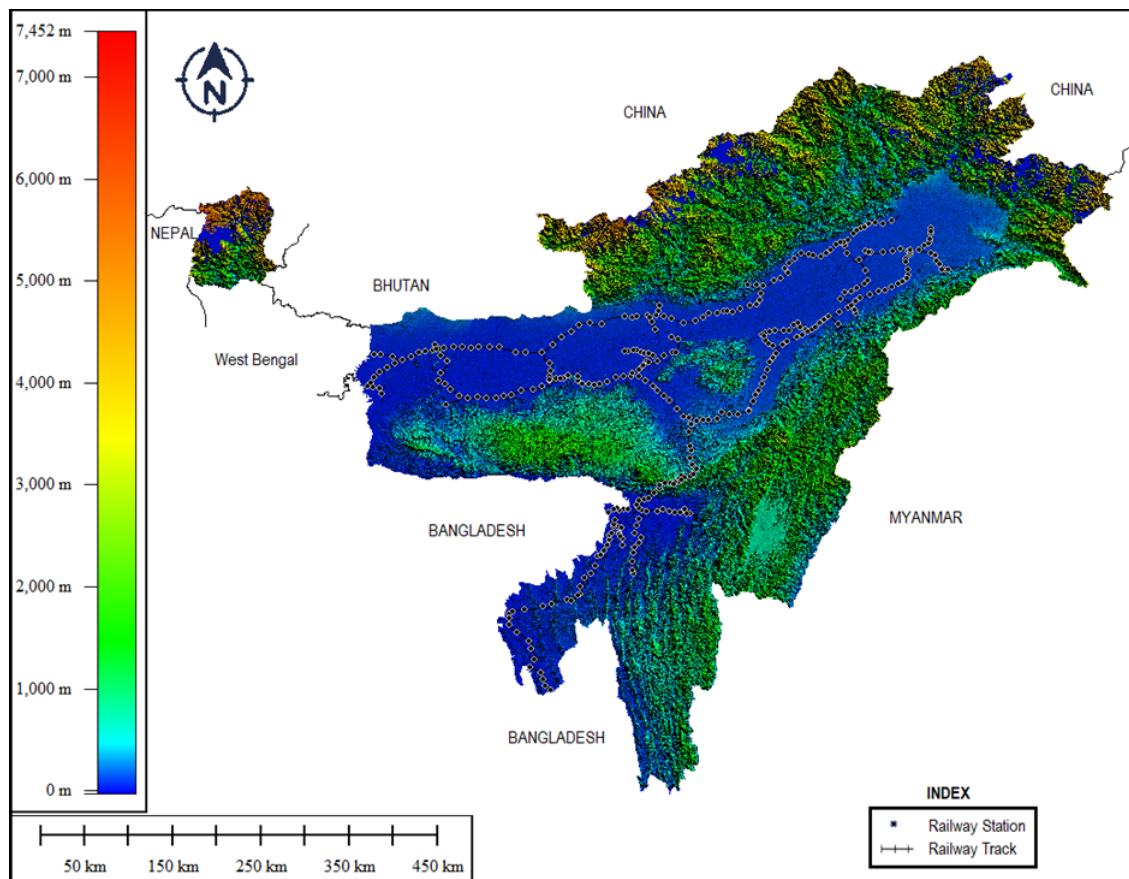 7,452 m
7,000 m
6,000 m
5,000 m
4,000 m
3,000 m
2,000 m
1,000 m
0 m
N
CHINA
CHINA
NEPAL
BHUTAN
West Bengal
BANGLADESH
MYANMAR
BANGLADESH
INDEX
Railway Station
Railway Track
50 km 150 km 250 km 350 km 450 km